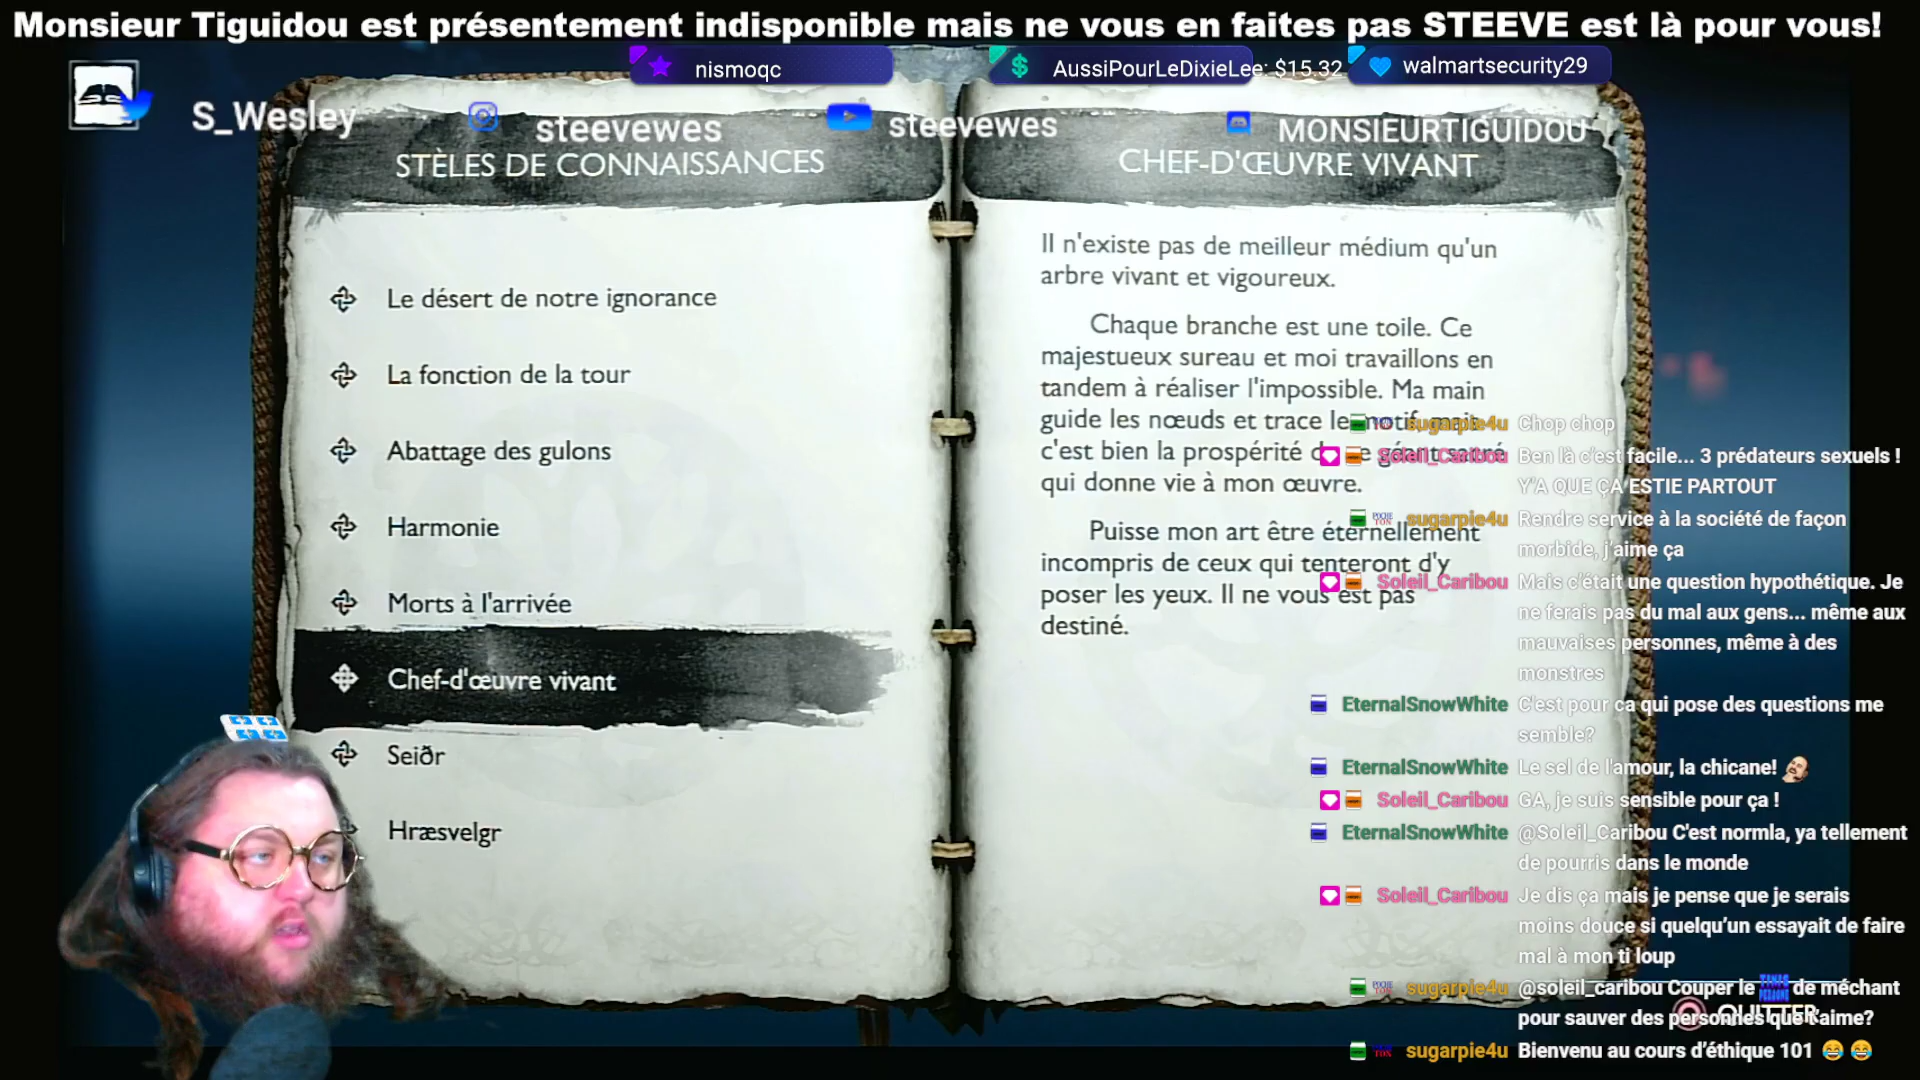 Monsieur Tiguidou est présentement indisponible mais ne vous en faites pas STEEVE est là pour vous!
nismoqc
AussiPourLeDixieLee: $15.32
walmartsecurity29
S_Wesley
steevewes
steevewes
MONSIEURTIGUIDOU
STÈLES DE CONNAISSANCES
Le désert de notre ignorance
La fonction de la tour
Abattage des gulons
Harmonie
Morts à l'arrivée
Chef-d'œuvre vivant
Seiðr
Hræsvelgr
CHEF-D'ŒUVRE VIVANT
Il n'existe pas de meilleur médium qu'un
arbre vivant et vigoureux.
Chaque branche est une toile. Ce
majestueux sureau et moi travaillons en
tandem à réaliser l'impossible. Ma main
guide les nœuds et trace le motif, mais
c'est bien la prospérité géant sacré
qui donne vie à mon œuvre.
Puisse mon art être éternellement
incompris de ceux qui tenteront d'y
poser les yeux. Il ne vous est pas
destiné.
sugarpie4u Chop chop
Soleil_Caribou Ben là c'est facile... 3 prédateurs sexuels !
Y'A QUE ÇA ESTIE PARTOUT
sugarpie4u Rendre service à la société de façon
morbide, j'aime ça
Soleil_Caribou Mais c'était une question hypothétique. Je
ne ferais pas du mal aux gens... même aux
mauvaises personnes, même à des
monstres
EternalSnowWhite C'est pour ca qui pose des questions me
semble?
EternalSnowWhite Le sel de l'amour, la chicane!
Soleil_Caribou GA, je suis sensible pour ça !
EternalSnowWhite @Soleil_Caribou C'est normla, ya tellement
de pourris dans le monde
Soleil_Caribou Je dis ça mais je pense que je serais
moins douce si quelqu'un essayait de faire
mal à mon ti loup
sugarpie4u @soleil_caribou Couper le de méchant
pour sauver des personnes que t'aime?
QUITTER
sugarpie4u Bienvenu au cours d'éthique 101 😂 😂